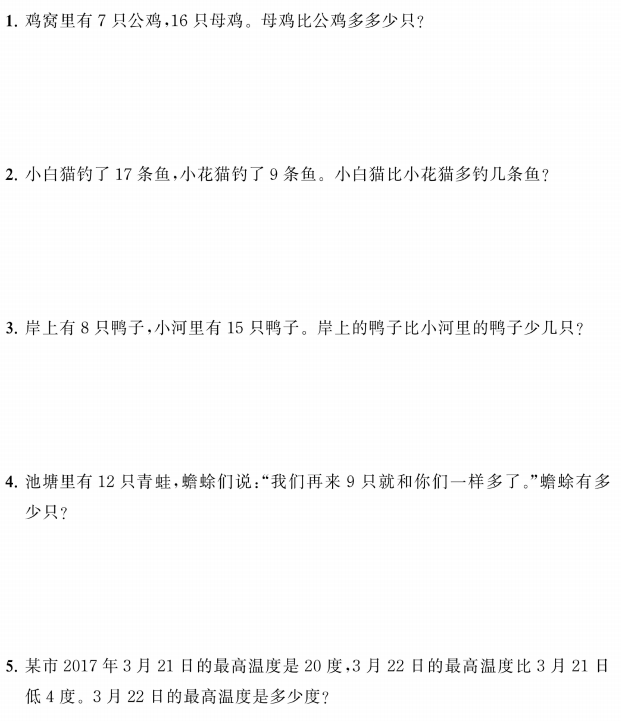 1. 鸡窝里有 7 只公鸡,16 只母鸡。母鸡比公鸡多多少只?
2. 小白猫钓了 17 条鱼,小花猫钓了 9 条鱼。小白猫比小花猫多钓几条鱼?
3. 岸上有 8 只鸭子,小河里有 15 只鸭子。岸上的鸭子比小河里的鸭子少几只?
4. 池塘里有 12 只青蛙,蟾蜍们说:“我们再来 9 只就和你们一样多了。”蟾蜍有多
少只?
5. 某市 2017 年 3 月 21 日的最高温度是 20 度,3 月 22 日的最高温度比 3 月 21 日
低 4 度。3 月 22 日的最高温度是多少度?